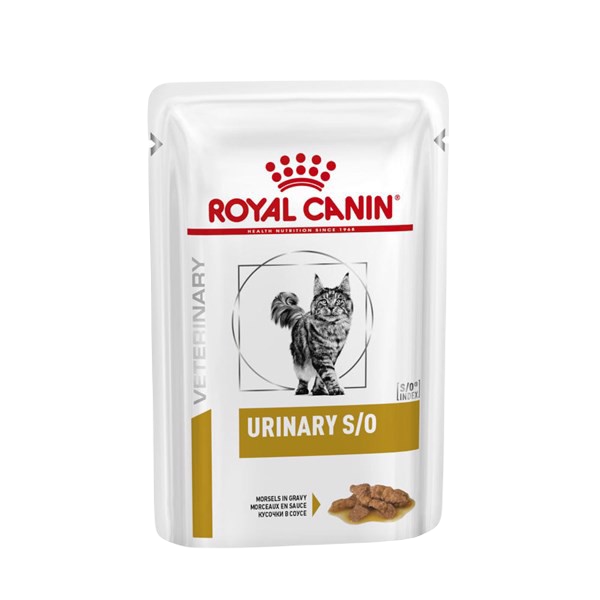 ROYAL CANIN®
HEALTH NUTRITION SINCE 1968
VETERINARY
S/O®
INDEX
URINARY S/O
MORSELS IN GRAVY
MORCEAUX EN SAUCE
КУСОЧКИ В СОУСЕ